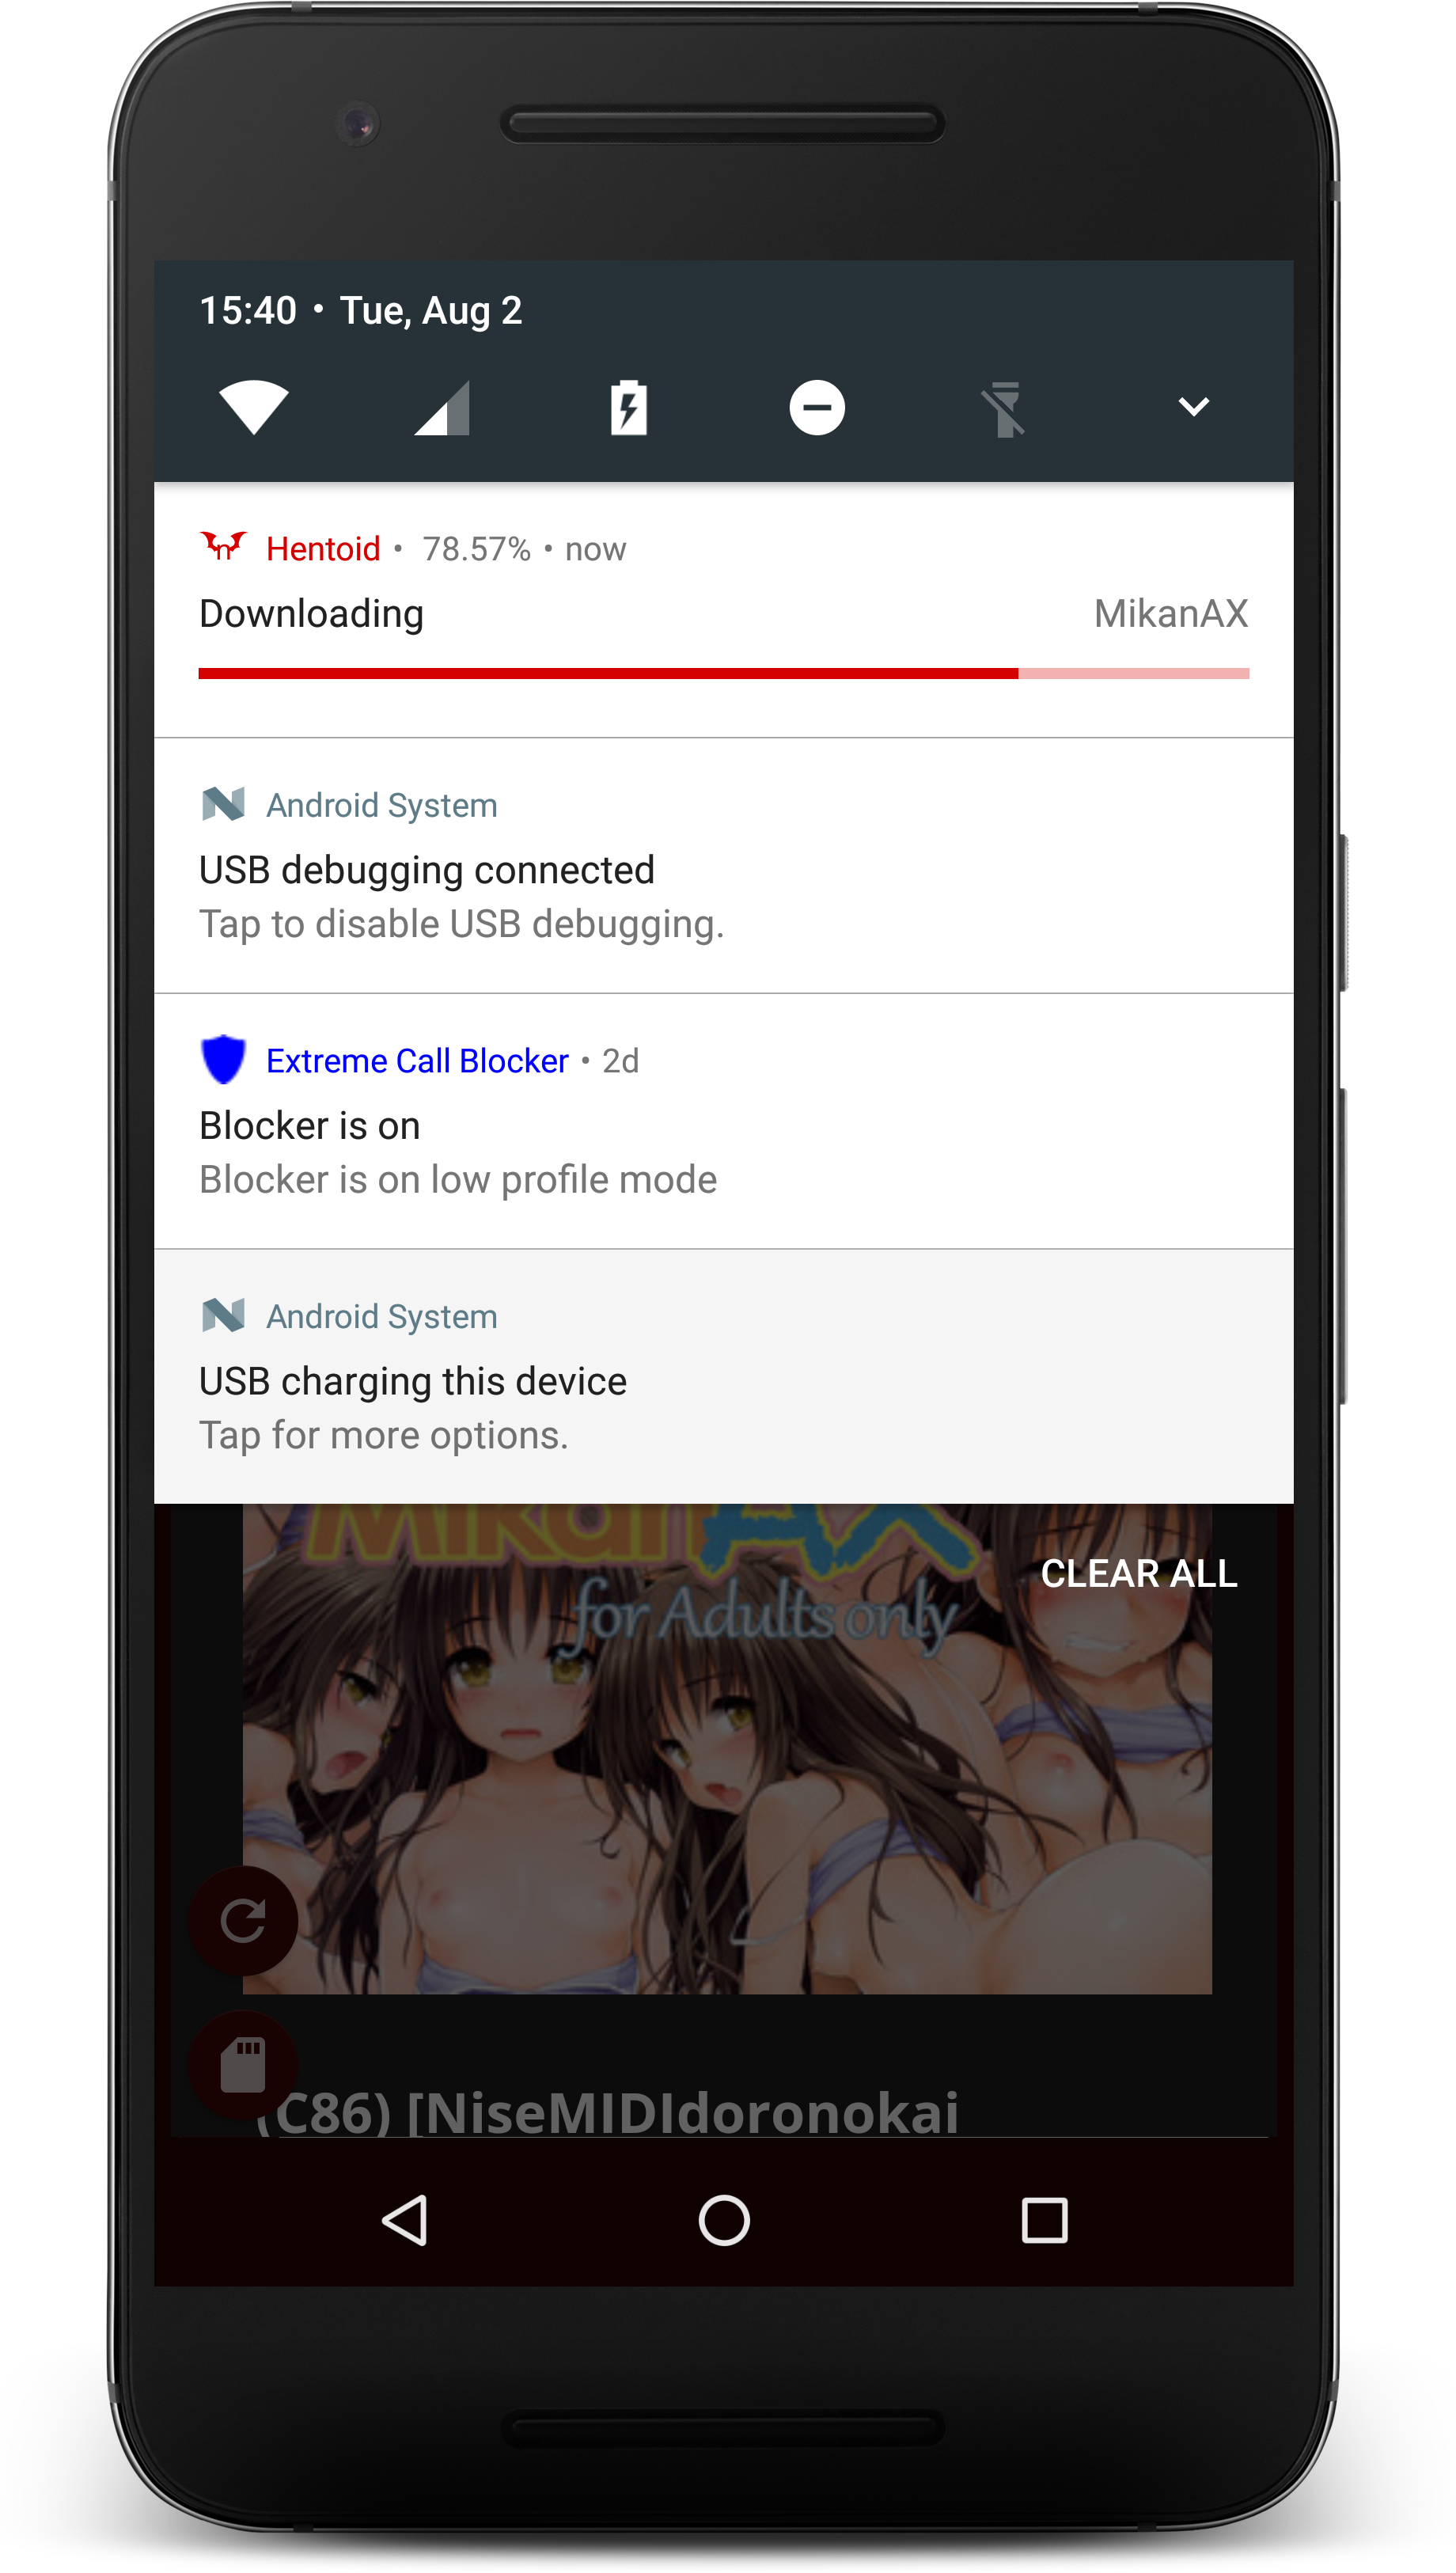 15:40 • Tue, Aug 2
Hentoid • 78.57% • now
Downloading MikanAX
Android System
USB debugging connected
Tap to disable USB debugging.
Extreme Call Blocker • 2d
Blocker is on
Blocker is on low profile mode
Android System
USB charging this device
Tap for more options.
MikanAX
CLEAR ALL
for Adults only
(C86) [NiseMIDIdoronokai